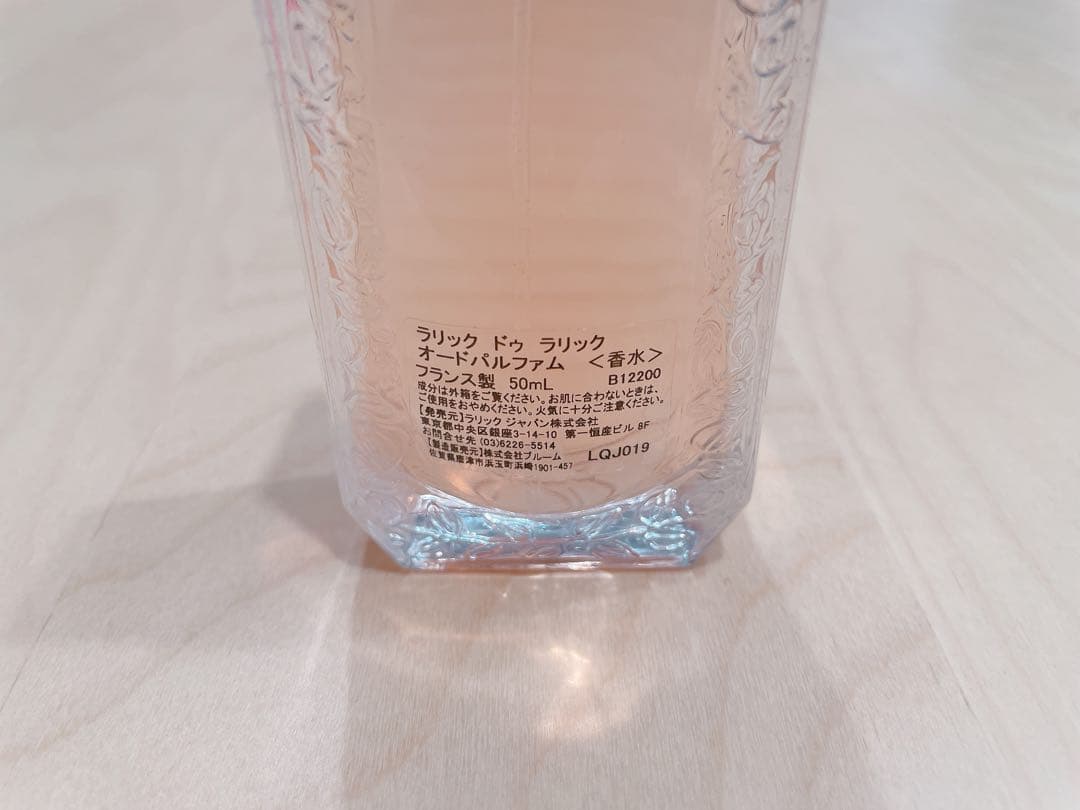 ラリック ドゥ ラリック
オードパルファム <香水>
フランス製 50mL B12200
成分は外箱をご覧ください。お肌に合わないときは、
ご使用をおやめください。火気に十分ご注意ください。
【発売元】ラリック ジャパン株式会社
東京都中央区銀座3-14-10 第一恒産ビル 8F
お問合せ先 (03)6226-5514
【製造販売元】株式会社ブルーム LQJ019
佐賀県唐津市浜玉町浜崎1901-457